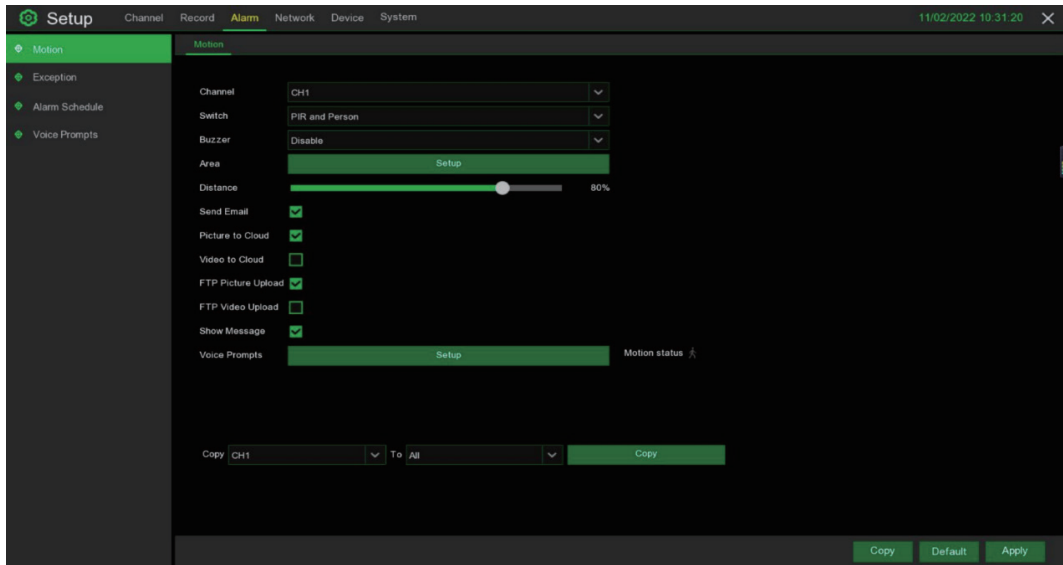 Setup Channel Record Alarm Network Device System 11/02/2022 10:31:20
Motion
Exception
Alarm Schedule
Voice Prompts
Motion
Channel CH1
Switch PIR and Person
Buzzer Disable
Area Setup
Distance 80%
Send Email
Picture to Cloud
Video to Cloud
FTP Picture Upload
FTP Video Upload
Show Message
Voice Prompts Setup Motion status
Copy CH1 To All Copy
Copy Default Apply